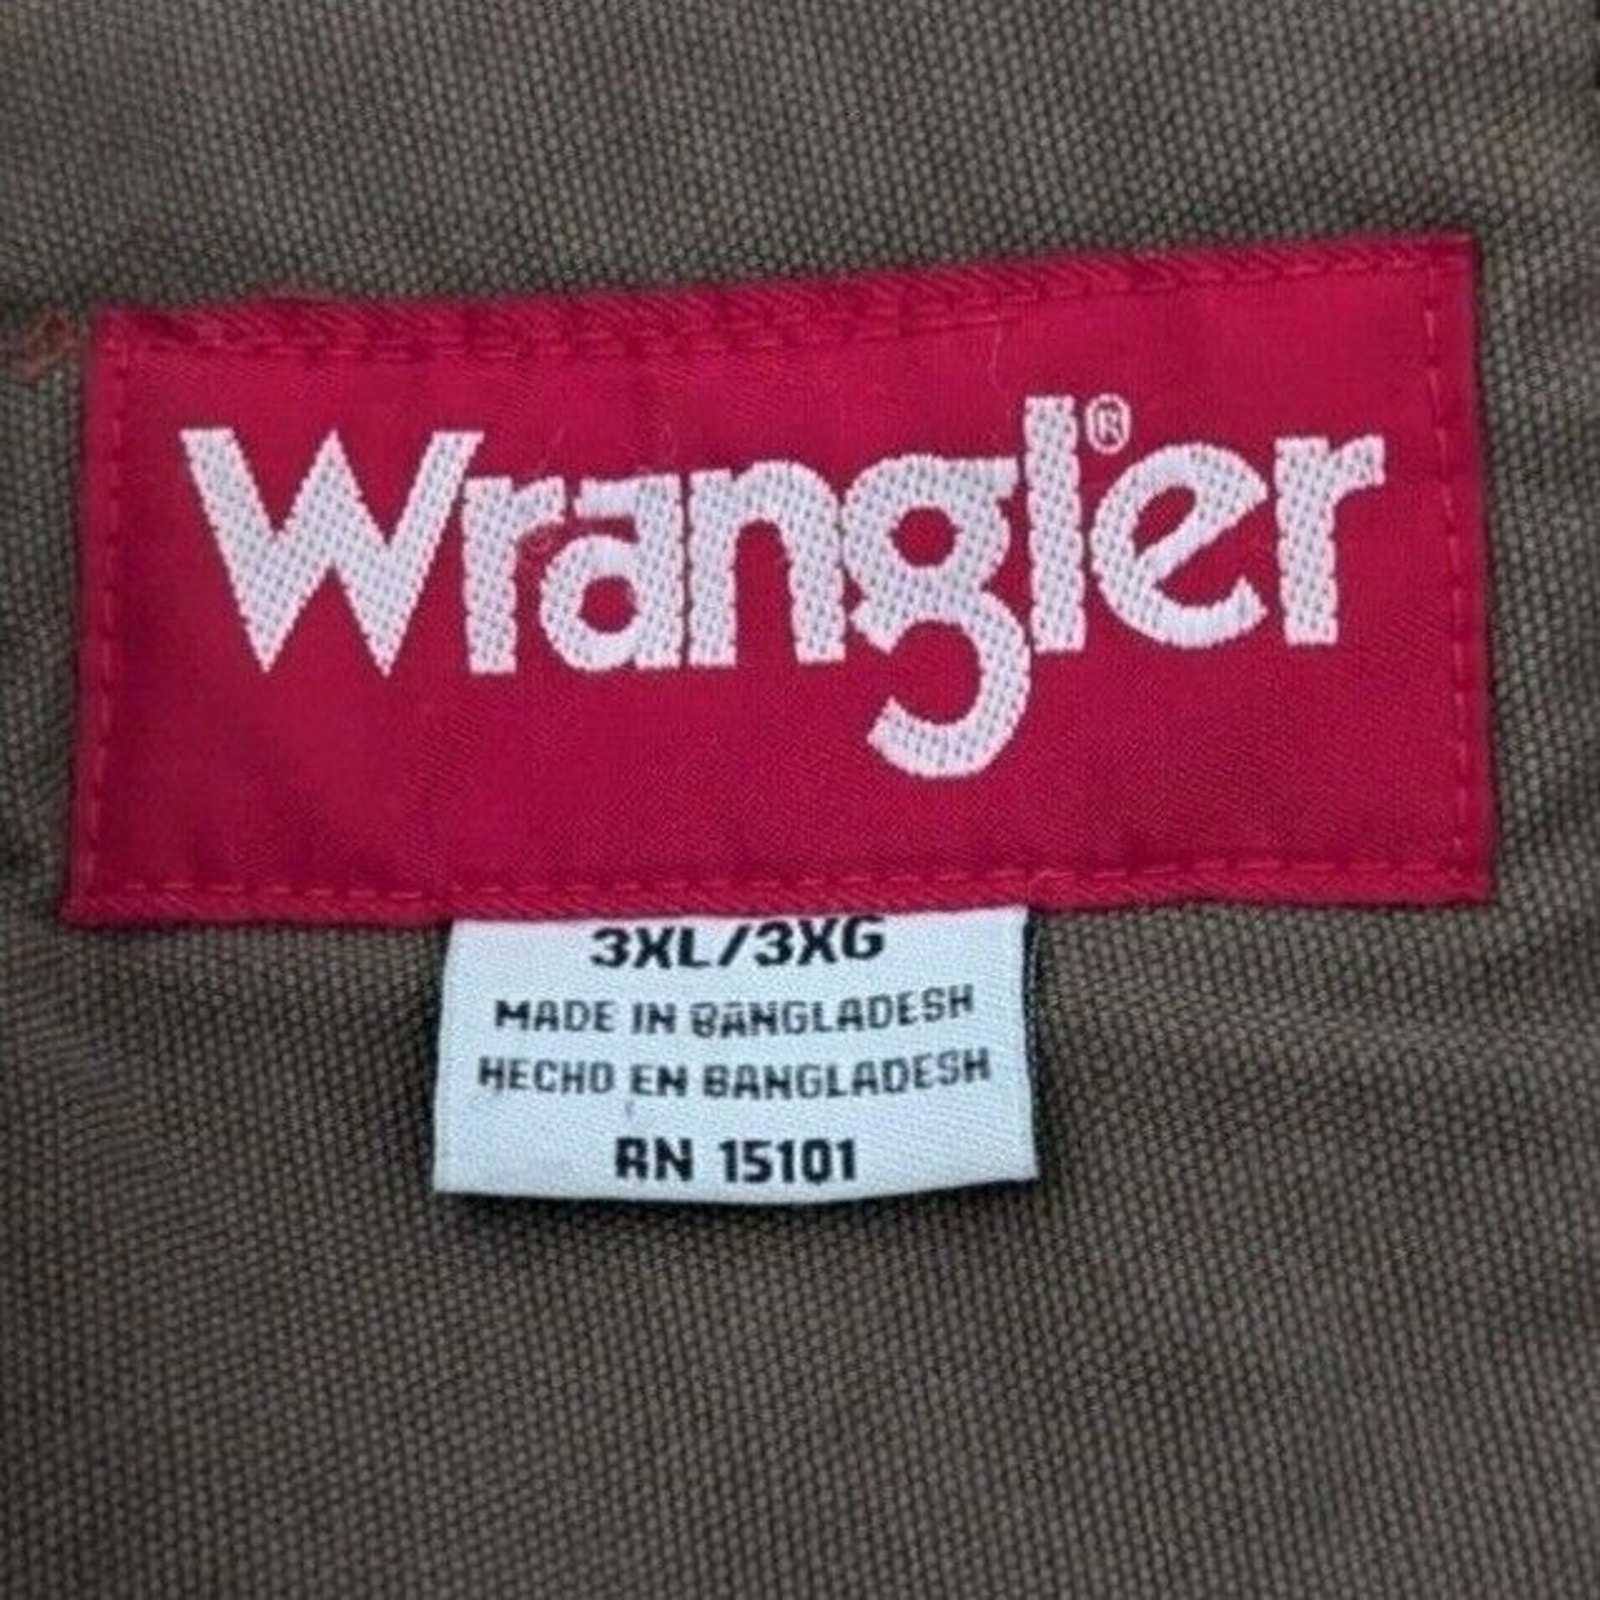 Wrangler®
3XL/3XG
MADE IN BANGLADESH
HECHO EN BANGLADESH
RN 15101